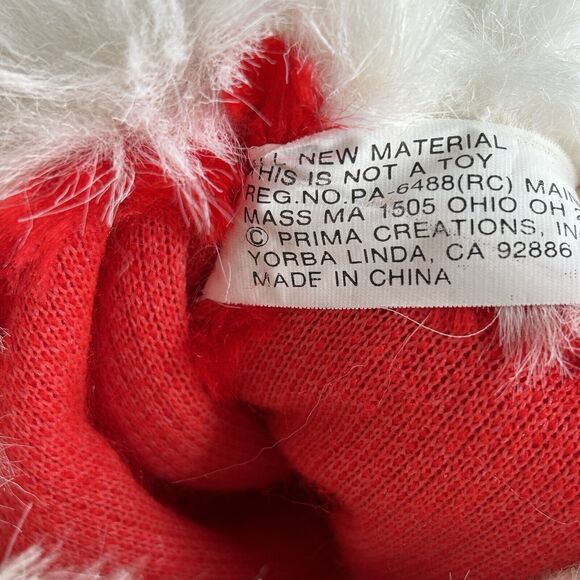 NEW MATERIAL
THIS IS NOT A TOY
REG.NO.PA-6488(RC) MAIN
MASS MA 1505 OHIO OH
© PRIMA CREATIONS, IN
YORBA LINDA, CA 92886
MADE IN CHINA